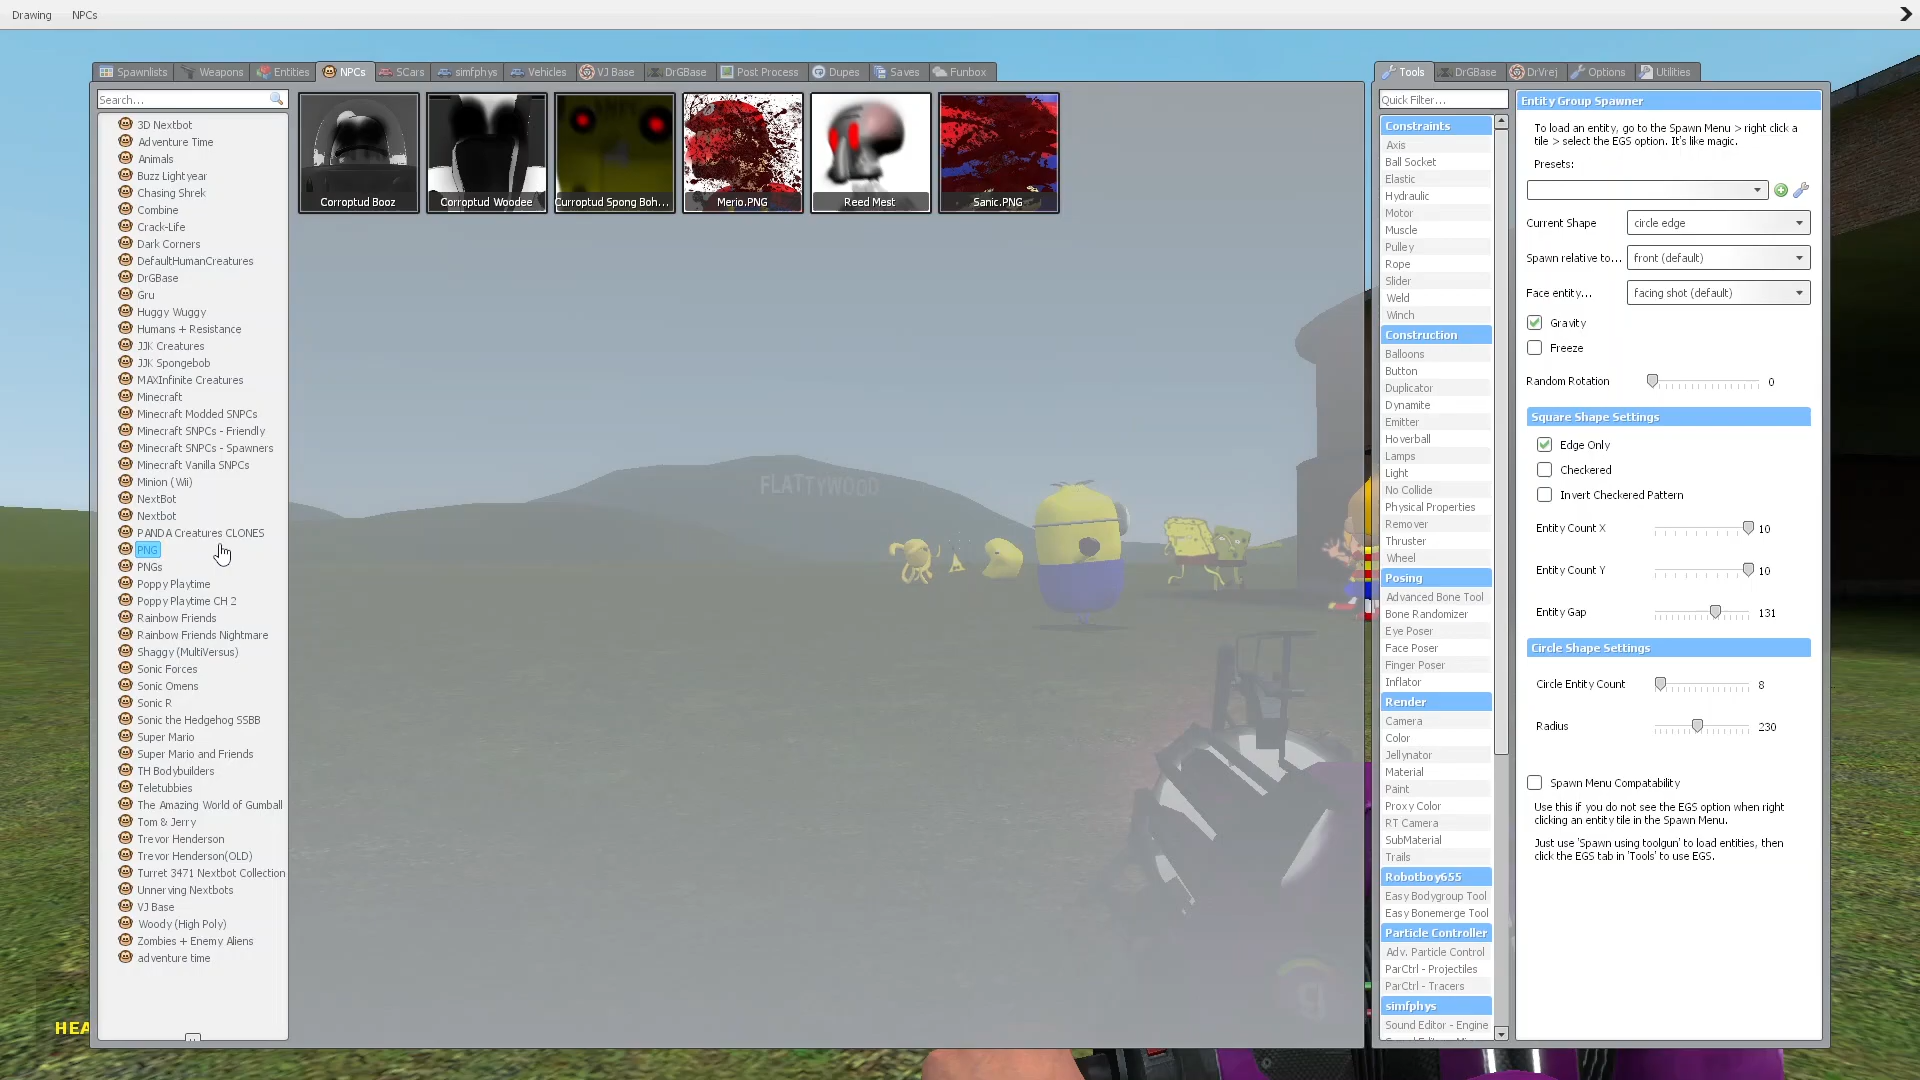 Drawing NPCs
Spawnlists Weapons Entities NPCs SCars simfphys Vehicles VJ Base DrGBase Post Process Dupes Saves Funbox
Search...
3D Nextbot
Adventure Time
Animals
Buzz Lightyear
Chasing Shrek
Combine
Crack-Life
Dark Corners
DefaultHumanCreatures
DrGBase
Gru
Huggy Wuggy
Humans + Resistance
JJK Creatures
JJK Spongebob
MAXInfinite Creatures
Minecraft
Minecraft Modded SNPCs
Minecraft SNPCs - Friendly
Minecraft SNPCs - Spawners
Minecraft Vanilla SNPCs
Minion (Wii)
NextBot
Nextbot
PANDA Creatures CLONES
PNG
PNGs
Poppy Playtime
Poppy Playtime CH 2
Rainbow Friends
Rainbow Friends Nightmare
Shaggy (MultiVersus)
Sonic Forces
Sonic Omens
Sonic R
Sonic the Hedgehog SSBB
Super Mario
Super Mario and Friends
TH Bodybuilders
Teletubbies
The Amazing World of Gumball
Tom & Jerry
Trevor Henderson
Trevor Henderson(OLD)
Turret 3471 Nextbot Collection
Unnerving Nextbots
VJ Base
Woody (High Poly)
Zombies + Enemy Aliens
adventure time
HEA
Corroptud Booz
Corroptud Woodee
Curroptud Spong Boh...
Merio.PNG
Reed Mest
Sanic.PNG
FLATTYWOOD
Tools DrGBase DrVrej Options Utilities
Quick Filter...
Constraints
Axis
Ball Socket
Elastic
Hydraulic
Motor
Muscle
Pulley
Rope
Slider
Weld
Winch
Construction
Balloons
Button
Duplicator
Dynamite
Emitter
Hoverball
Lamps
Light
No Collide
Physical Properties
Remover
Thruster
Wheel
Posing
Advanced Bone Tool
Bone Randomizer
Eye Poser
Face Poser
Finger Poser
Inflator
Render
Camera
Color
Jellynator
Material
Paint
Proxy Color
RT Camera
SubMaterial
Trails
Robotboy655
Easy Bodygroup Tool
Easy Bonemerge Tool
Particle Controller
Adv. Particle Control
ParCtrl - Projectiles
ParCtrl - Tracers
simfphys
Sound Editor - Engine
Entity Group Spawner
To load an entity, go to the Spawn Menu > right click a
tile > select the EGS option. It's like magic.
Presets:
Current Shape circle edge
Spawn relative to... front (default)
Face entity... facing shot (default)
Gravity
Freeze
Random Rotation 0
Square Shape Settings
Edge Only
Checkered
Invert Checkered Pattern
Entity Count X 10
Entity Count Y 10
Entity Gap 131
Circle Shape Settings
Circle Entity Count 8
Radius 230
Spawn Menu Compatability
Use this if you do not see the EGS option when right
clicking an entity tile in the Spawn Menu.
Just use 'Spawn using toolgun' to load entities, then
click the EGS tab in 'Tools' to use EGS.